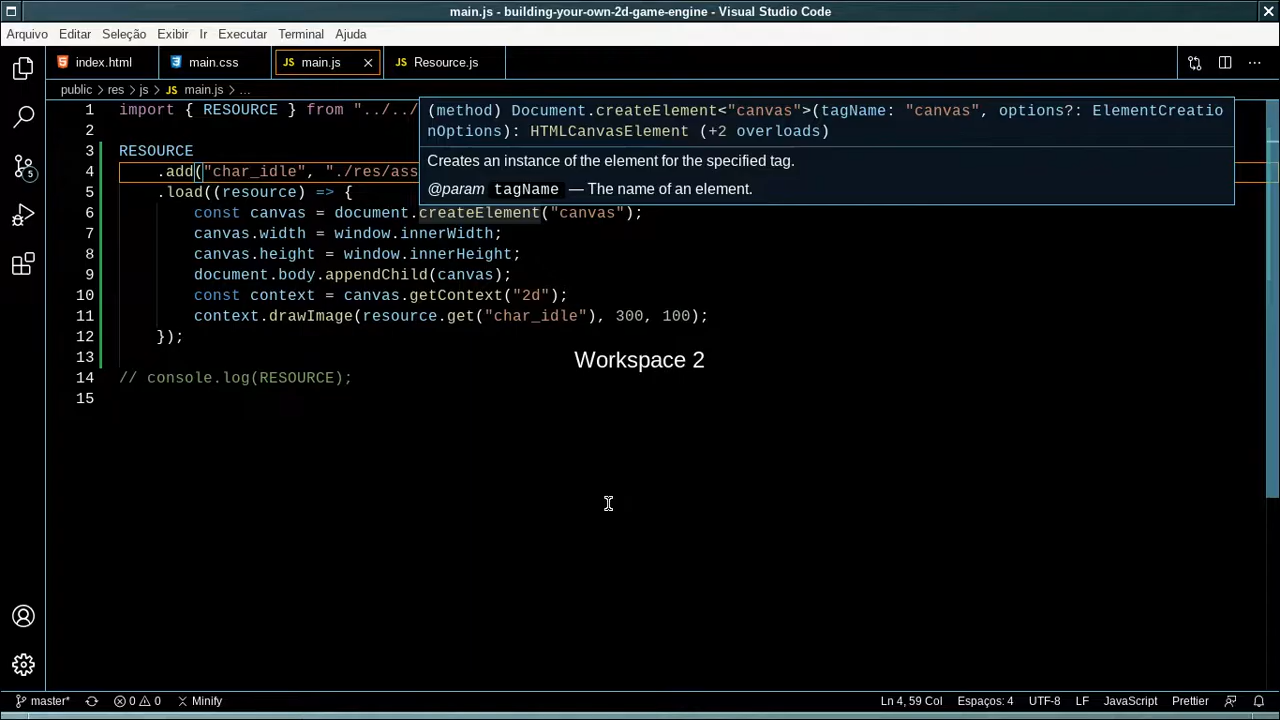 main.js - building-your-own-2d-game-engine - Visual Studio Code
Arquivo Editar Seleção Exibir Ir Executar Terminal Ajuda
index.html main.css JS main.js JS Resource.js
public > res > js > JS main.js > ...
1 import { RESOURCE } from "../../
(method) Document.createElement<"canvas">(tagName: "canvas", options?: ElementCreatio
nOptions): HTMLCanvasElement (+2 overloads)
Creates an instance of the element for the specified tag.
@param tagName — The name of an element.
2
3 RESOURCE
4 .add("char_idle", "./res/ass
5 .load((resource) => {
6 const canvas = document.createElement("canvas");
7 canvas.width = window.innerWidth;
8 canvas.height = window.innerHeight;
9 document.body.appendChild(canvas);
10 const context = canvas.getContext("2d");
11 context.drawImage(resource.get("char_idle"), 300, 100);
12 });
13
Workspace 2
14 // console.log(RESOURCE);
15
5
master* 0 0 Minify Ln 4, 59 Col Espaços: 4 UTF-8 LF JavaScript Prettier